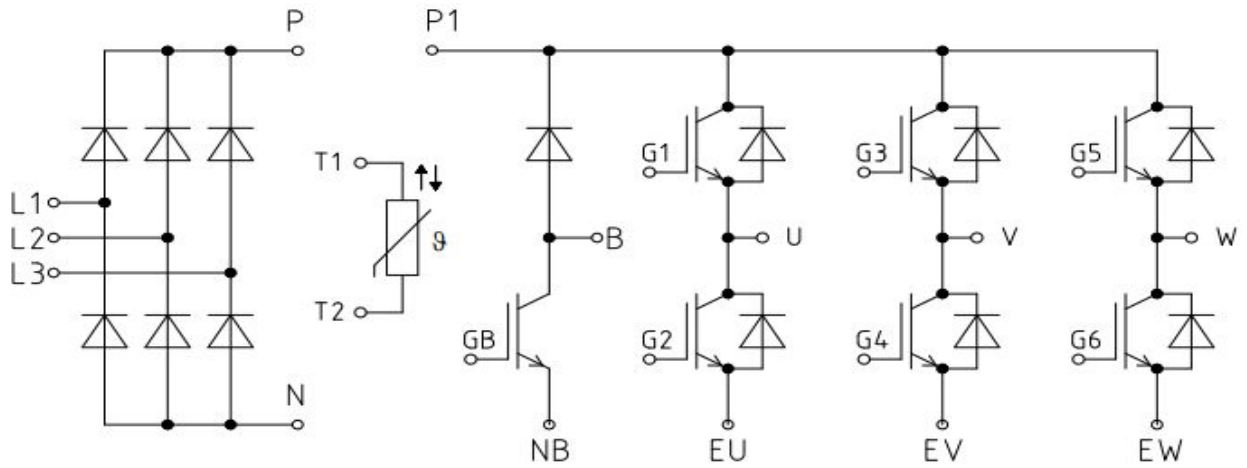 P P1
T1 G1 G3 G5
L1
L2 ϑ B U V W
L3
T2 GB G2 G4 G6
N
NB EU EV EW